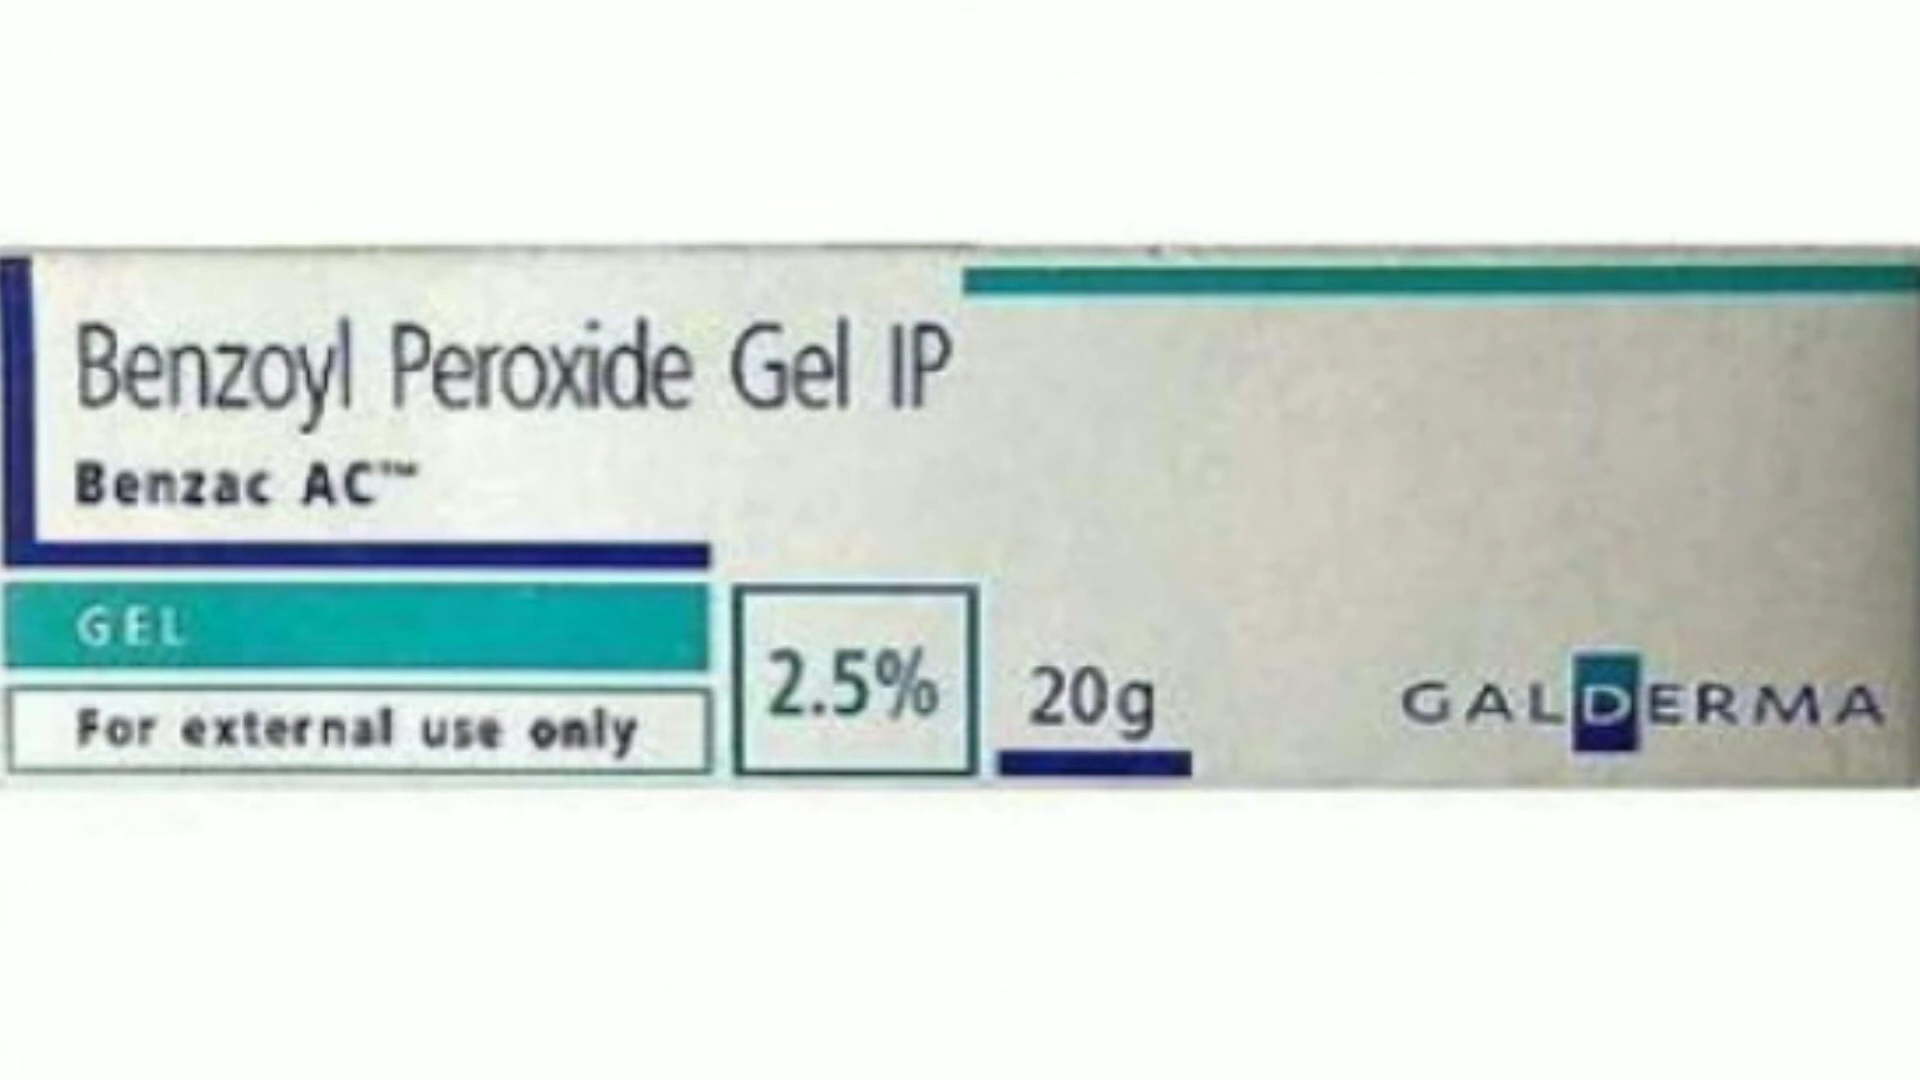 Benzoyl Peroxide Gel IP
Benzac AC™
GEL
For external use only
2.5%
20g
GALDERMA